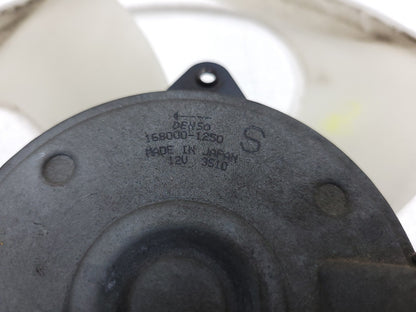 DENSO
168000-1250
S
MADE IN JAPAN
12V 3S10